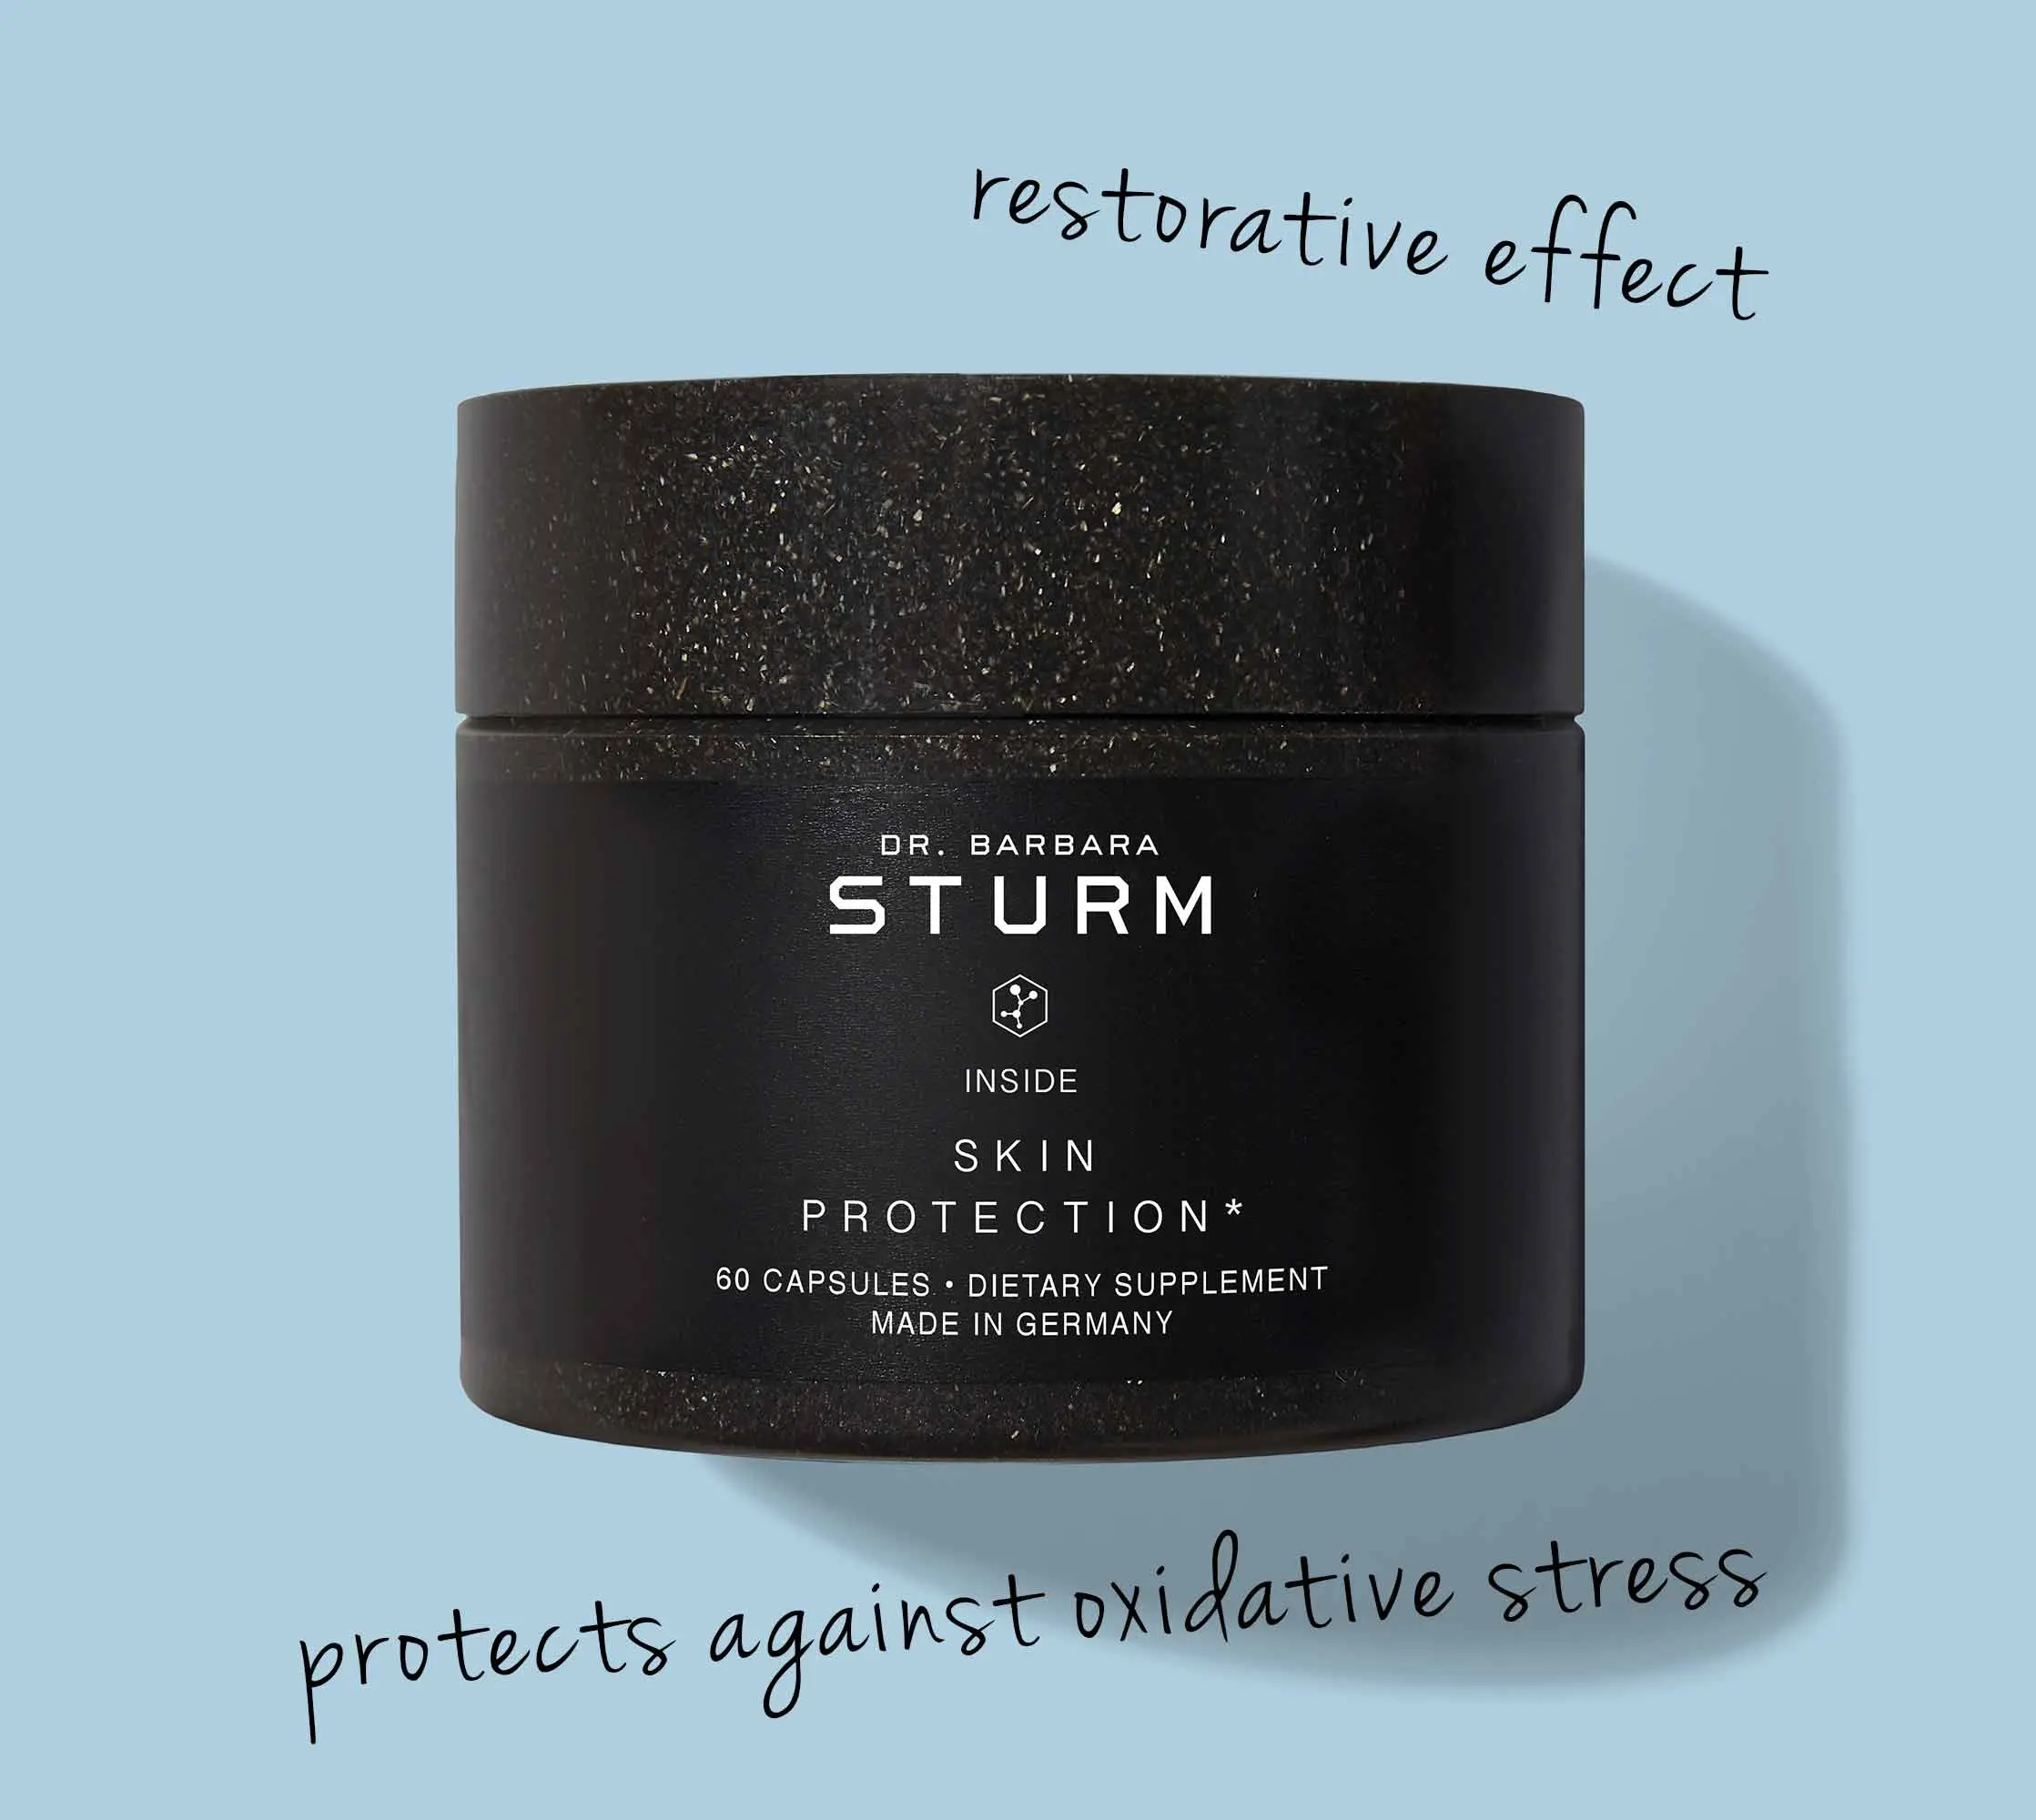 restorative effect
DR. BARBARA
STURM
INSIDE
SKIN
PROTECTION*
60 CAPSULES • DIETARY SUPPLEMENT
MADE IN GERMANY
protects against oxidative stress